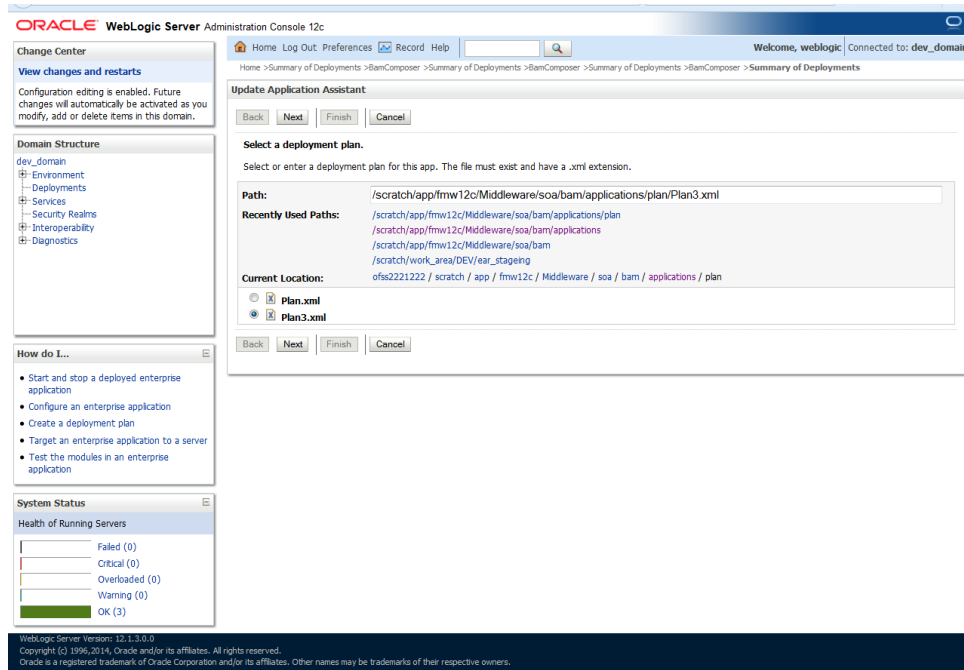 ORACLE WebLogic Server Administration Console 12c
Change Center
View changes and restarts
Configuration editing is enabled. Future
changes will automatically be activated as you
modify, add or delete items in this domain.
Domain Structure
dev_domain
Environment
Deployments
Services
Security Realms
Interoperability
Diagnostics
How do I...
Start and stop a deployed enterprise
application
Configure an enterprise application
Create a deployment plan
Target an enterprise application to a server
Test the modules in an enterprise
application
System Status
Health of Running Servers
Failed (0)
Critical (0)
Overloaded (0)
Warning (0)
OK (3)
Home Log Out Preferences Record Help
Welcome, weblogic Connected to: dev_domain
Home >Summary of Deployments >BamComposer >Summary of Deployments >BamComposer >Summary of Deployments >BamComposer >Summary of Deployments
Update Application Assistant
Back Next Finish Cancel
Select a deployment plan.
Select or enter a deployment plan for this app. The file must exist and have a .xml extension.
Path: /scratch/app/fmw12c/Middleware/soa/bam/applications/plan/Plan3.xml
Recently Used Paths: /scratch/app/fmw12c/Middleware/soa/bam/applications/plan
/scratch/app/fmw12c/Middleware/soa/bam/applications
/scratch/app/fmw12c/Middleware/soa/bam
/scratch/work_area/DEV/ear_stageing
Current Location: ofss2221222 / scratch / app / fmw12c / Middleware / soa / bam / applications / plan
Plan.xml
Plan3.xml
Back Next Finish Cancel
WebLogic Server Version: 12.1.3.0.0
Copyright (c) 1996,2014, Oracle and/or its affiliates. All rights reserved.
Oracle is a registered trademark of Oracle Corporation and/or its affiliates. Other names may be trademarks of their respective owners.